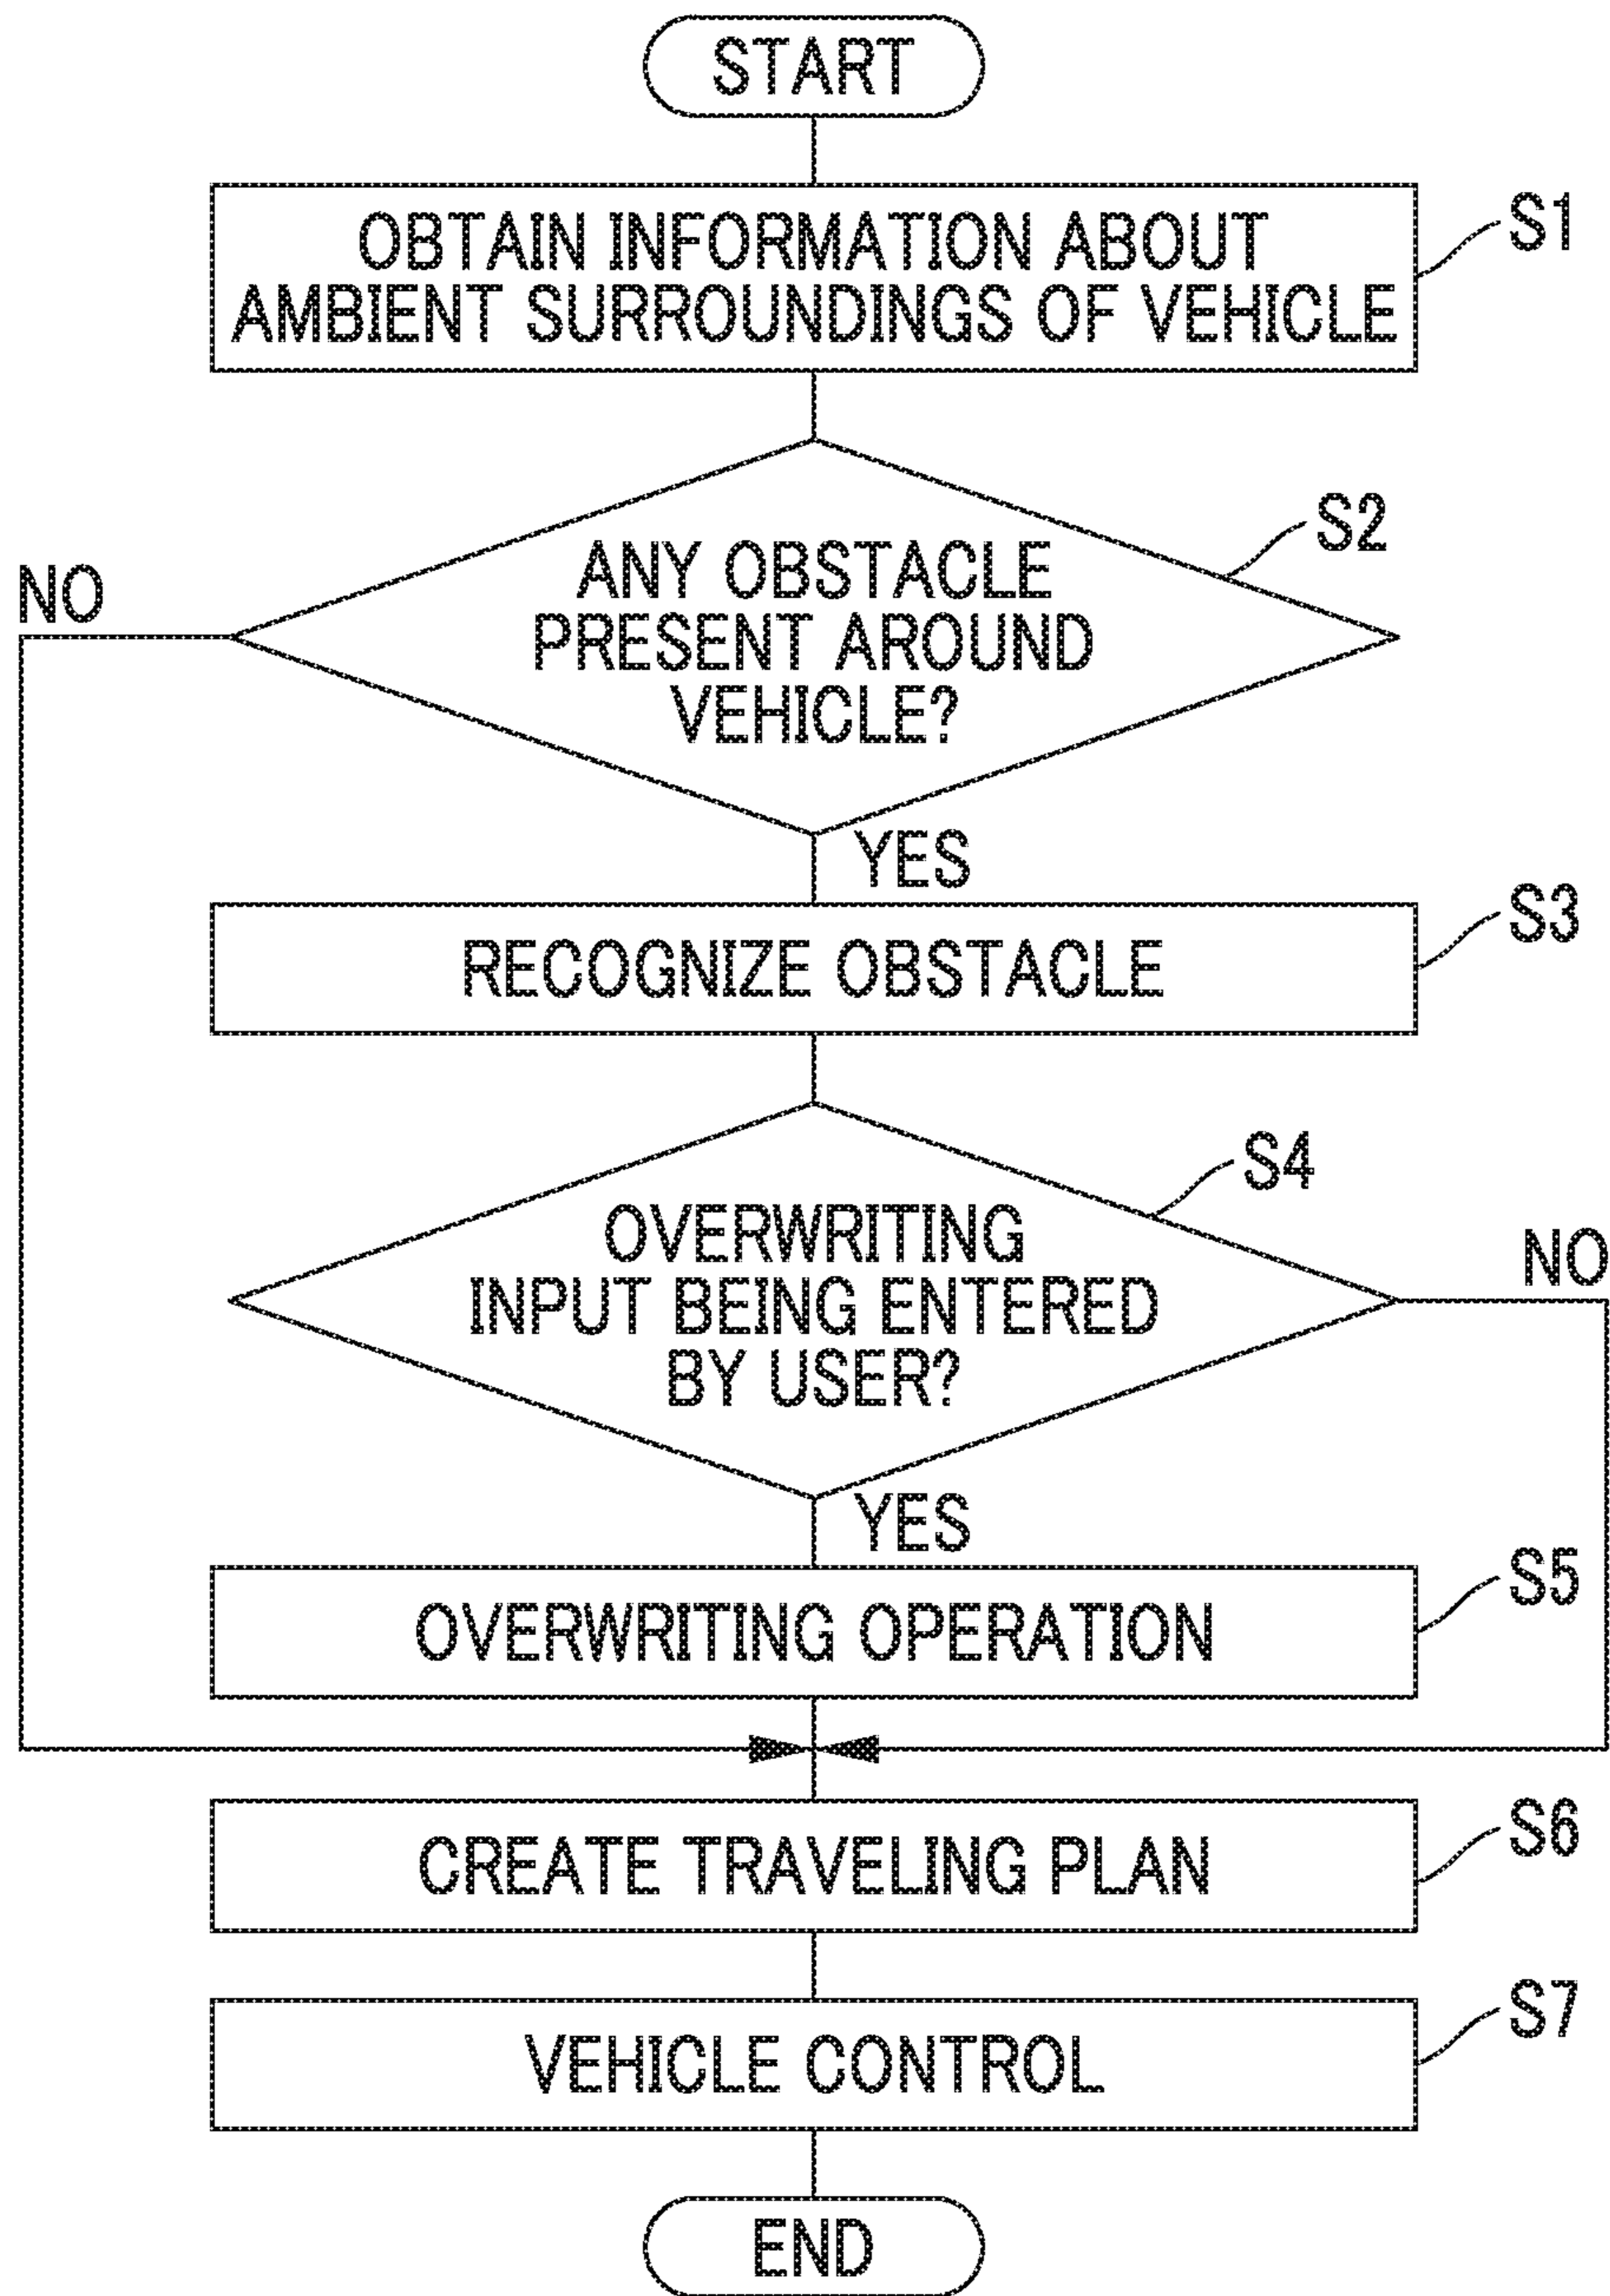 START
OBTAIN INFORMATION ABOUT
AMBIENT SURROUNDINGS OF VEHICLE
S1
S2
ANY OBSTACLE
PRESENT AROUND
VEHICLE?
NO
YES
S3
RECOGNIZE OBSTACLE
S4
OVERWRITING
INPUT BEING ENTERED
BY USER?
NO
YES
S5
OVERWRITING OPERATION
S6
CREATE TRAVELING PLAN
S7
VEHICLE CONTROL
END